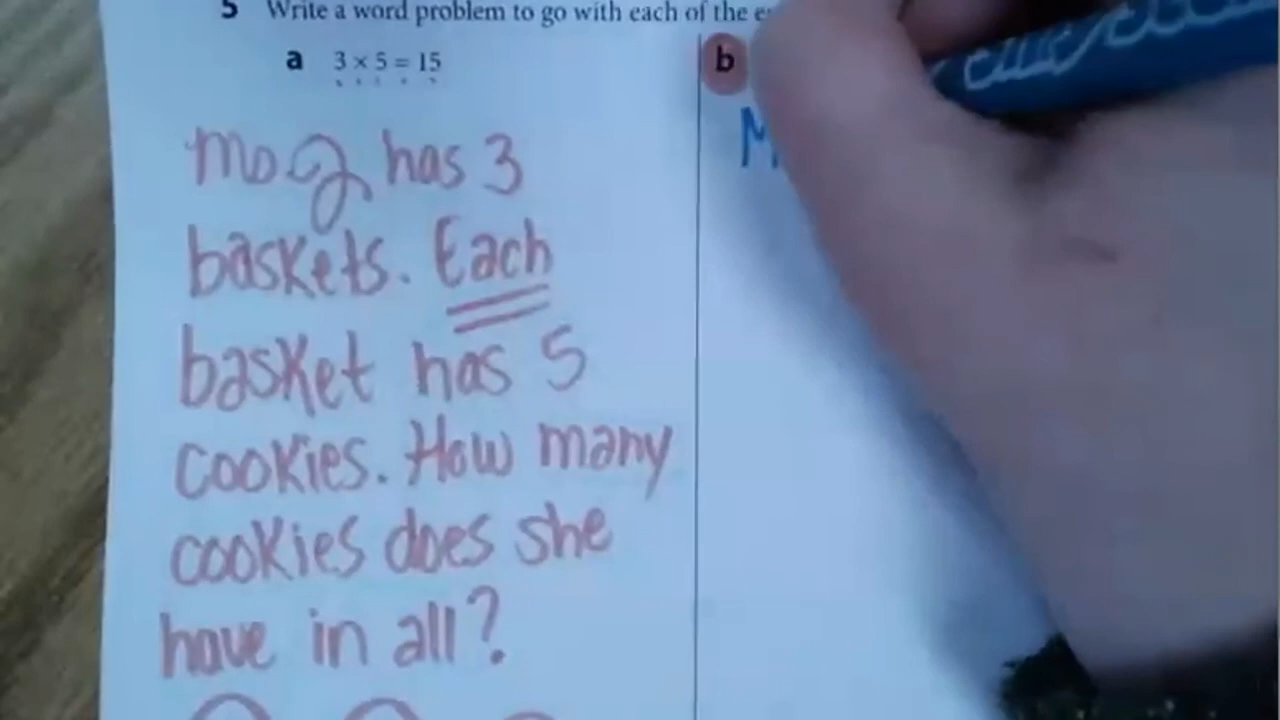 5 Write a word problem to go with each of the
a 3 × 5 = 15
b
M
has 3
baskets. Each
basket has 5
cookies. How many
cookies does she
have in all?